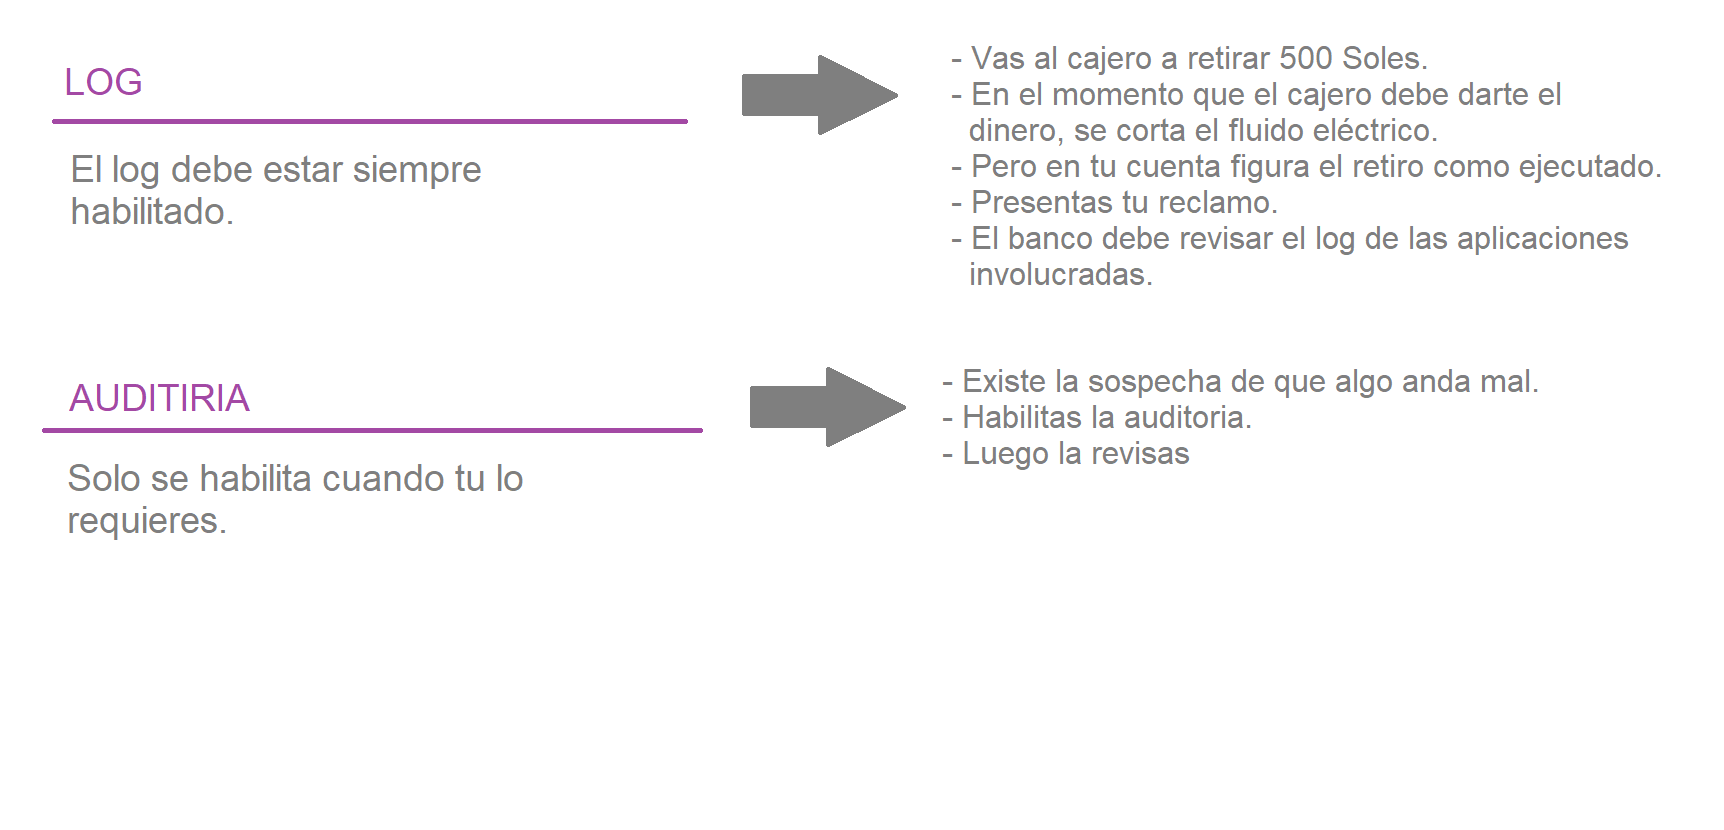 LOG
El log debe estar siempre
habilitado.
- Vas al cajero a retirar 500 Soles.
- En el momento que el cajero debe darte el
dinero, se corta el fluido eléctrico.
- Pero en tu cuenta figura el retiro como ejecutado.
- Presentas tu reclamo.
- El banco debe revisar el log de las aplicaciones
involucradas.
AUDITIRIA
Solo se habilita cuando tu lo
requieres.
- Existe la sospecha de que algo anda mal.
- Habilitas la auditoria.
- Luego la revisas